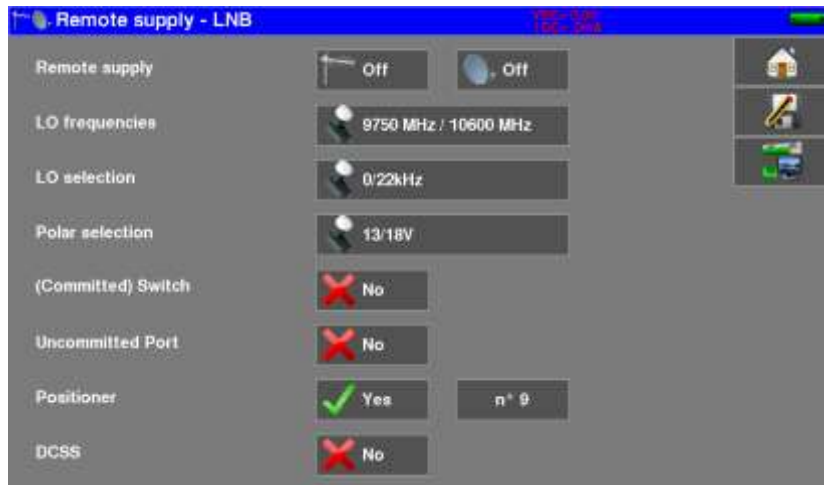 Remote supply - LNB
Remote supply
Off
Off
LO frequencies
9750 MHz / 10600 MHz
LO selection
0/22kHz
Polar selection
13/18V
(Committed) Switch
No
Uncommitted Port
No
Positioner
Yes
n° 9
DCSS
No